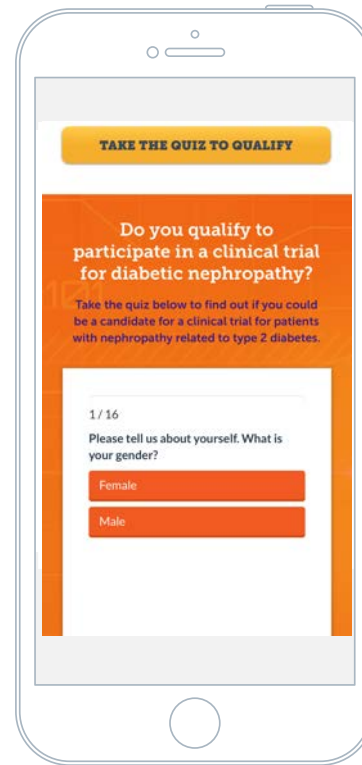 TAKE THE QUIZ TO QUALIFY
Do you qualify to
participate in a clinical trial
for diabetic nephropathy?
101
Take the quiz below to find out if you could
be a candidate for a clinical trial for patients
with nephropathy related to type 2 diabetes.
1 / 16
Please tell us about yourself. What is
your gender?
Female
Male